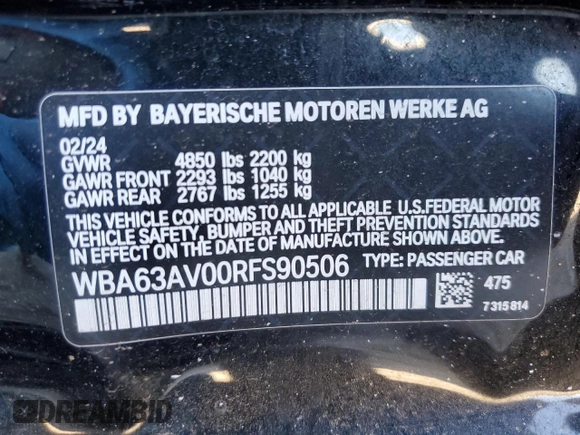 MFD BY BAYERISCHE MOTOREN WERKE AG
02/24
GVWR 4850 lbs 2200 kg
GAWR FRONT 2293 lbs 1040 kg
GAWR REAR 2767 lbs 1255 kg
THIS VEHICLE CONFORMS TO ALL APPLICABLE U.S.FEDERAL MOTOR
VEHICLE SAFETY, BUMPER AND THEFT PREVENTION STANDARDS
IN EFFECT ON THE DATE OF MANUFACTURE SHOWN ABOVE.
WBA63AV00RFS90506 TYPE: PASSENGER CAR
475
7 315 814
DREAMBID